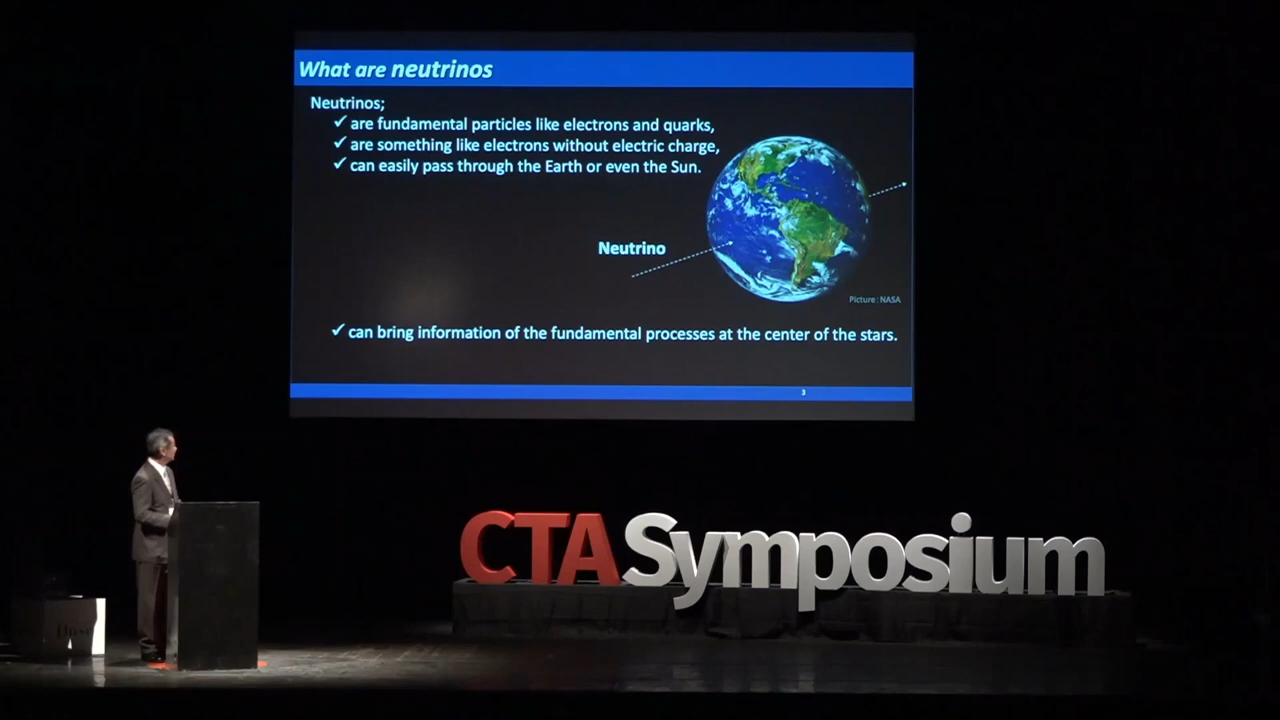 What are neutrinos
Neutrinos;
✓ are fundamental particles like electrons and quarks,
✓ are something like electrons without electric charge,
✓ can easily pass through the Earth or even the Sun.
Neutrino
Picture : NASA
✓ can bring information of the fundamental processes at the center of the stars.
3
CTASymposium